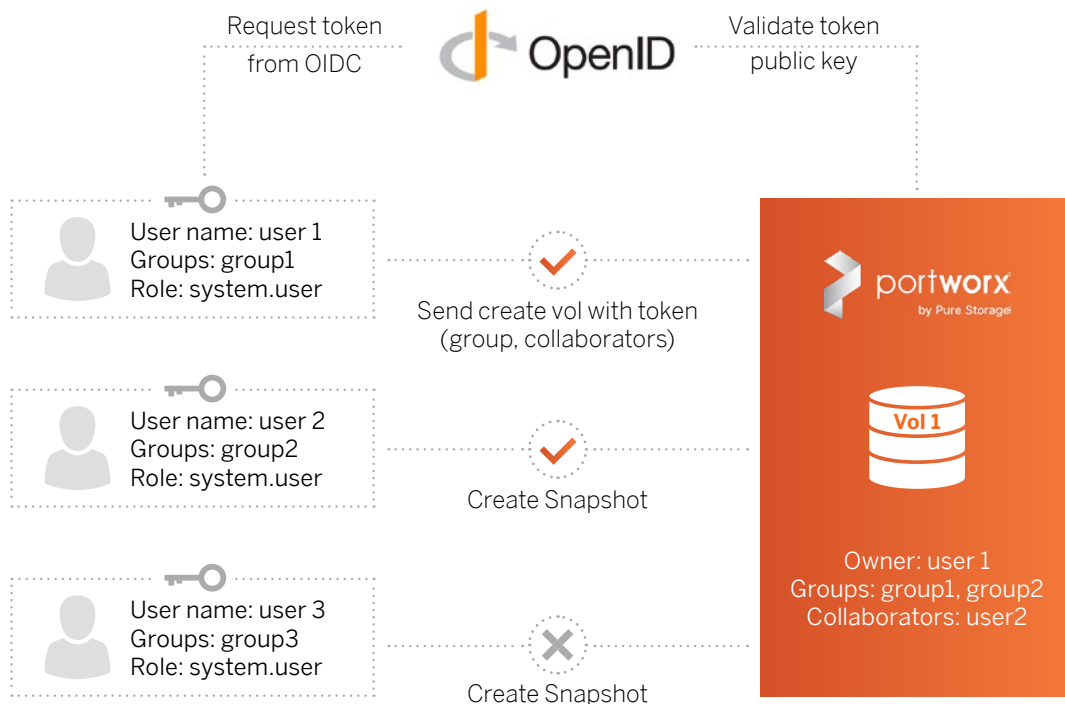 Request token
from OIDC
OpenID
Validate token
public key
User name: user 1
Groups: group1
Role: system.user
Send create vol with token
(group, collaborators)
portworx
by Pure Storage
User name: user 2
Groups: group2
Role: system.user
Create Snapshot
Vol 1
Owner: user 1
Groups: group1, group2
Collaborators: user2
User name: user 3
Groups: group3
Role: system.user
Create Snapshot